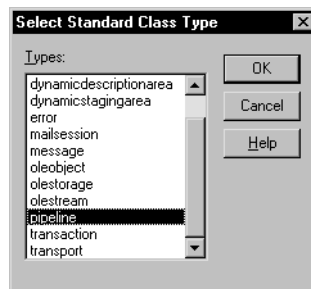 Select Standard Class Type
Types:
dynamicdescriptionarea
dynamicstagingarea
error
mailsession
message
oleobject
olestorage
olestream
pipeline
transaction
transport
OK
Cancel
Help